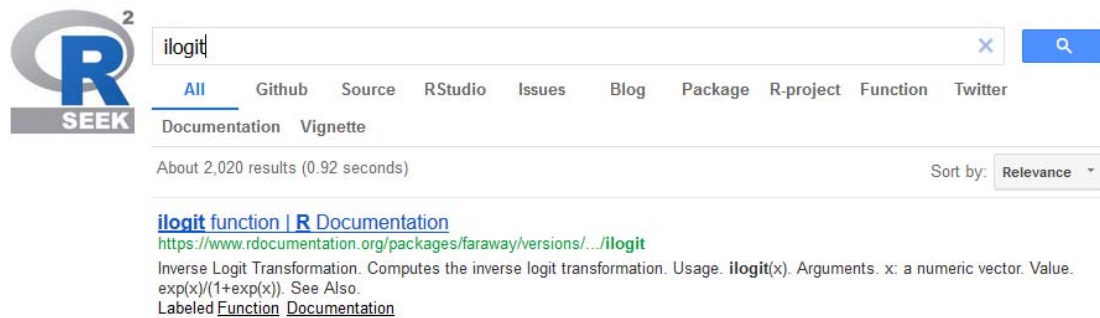 R 2
SEEK
ilogit
All Github Source RStudio Issues Blog Package R-project Function Twitter
Documentation Vignette
About 2,020 results (0.92 seconds) Sort by: Relevance
ilogit function | R Documentation
https://www.rdocumentation.org/packages/faraway/versions/.../ilogit
Inverse Logit Transformation. Computes the inverse logit transformation. Usage. ilogit(x). Arguments. x: a numeric vector. Value.
exp(x)/(1+exp(x)). See Also.
Labeled Function Documentation